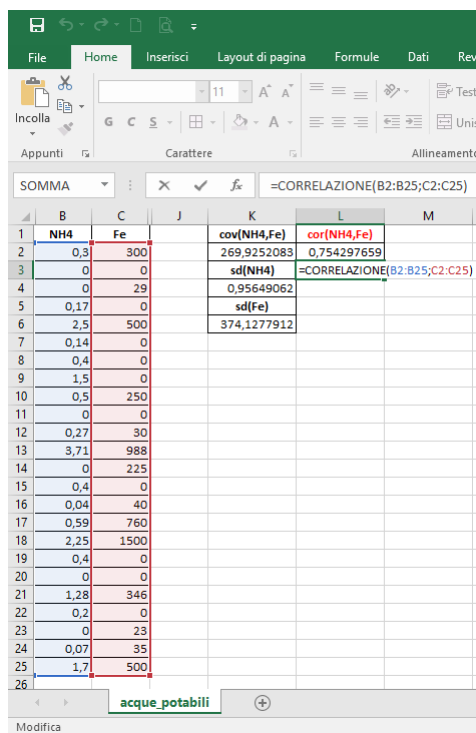 File Home Inserisci Layout di pagina Formule Dati Rev
11 A A Test
Incolla G C S A Unis
Appunti Carattere Allineamento
SOMMA fx =CORRELAZIONE(B2:B25;C2:C25)
B C J K L M
1 NH4 Fe cov(NH4,Fe) cor(NH4,Fe)
2 0,3 300 269,9252083 0,754297659
3 0 0 sd(NH4) =CORRELAZIONE(B2:B25;C2:C25)
4 0 29 0,95649062
5 0,17 0 sd(Fe)
6 2,5 500 374,1277912
7 0,14 0
8 0,4 0
9 1,5 0
10 0,5 250
11 0 0
12 0,27 30
13 3,71 988
14 0 225
15 0,4 0
16 0,04 40
17 0,59 760
18 2,25 1500
19 0,4 0
20 0 0
21 1,28 346
22 0,2 0
23 0 23
24 0,07 35
25 1,7 500
26
acque_potabili
Modifica